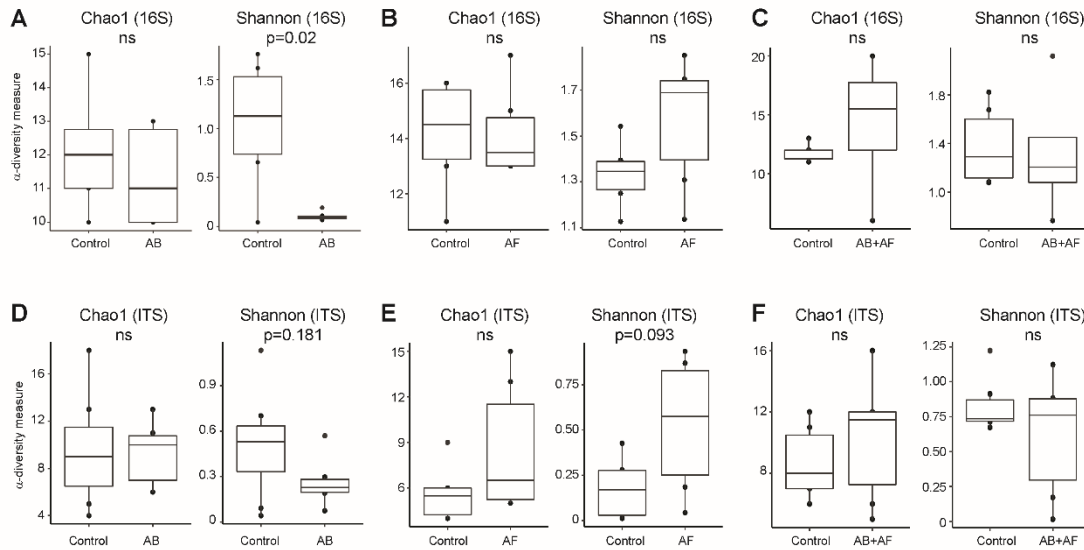 A
Chao1 (16S)
ns
Shannon (16S)
p=0.02
α-diversity measure
15
14
13
12
11
10
1.5
1.0
0.5
0
Control
AB
Control
AB
B
Chao1 (16S)
ns
Shannon (16S)
ns
16
14
12
1.7
1.5
1.3
1.1
Control
AF
Control
AF
C
Chao1 (16S)
ns
Shannon (16S)
ns
20
15
10
1.8
1.4
1.0
Control
AB+AF
Control
AB+AF
D
Chao1 (ITS)
ns
Shannon (ITS)
p=0.181
α-diversity measure
16
12
8
4
0.9
0.6
0.3
0
Control
AB
Control
AB
E
Chao1 (ITS)
ns
Shannon (ITS)
p=0.093
15
12
9
6
0.75
0.50
0.25
0
Control
AF
Control
AF
F
Chao1 (ITS)
ns
Shannon (ITS)
ns
16
12
8
1.25
1.00
0.75
0.50
0.25
0
Control
AB+AF
Control
AB+AF